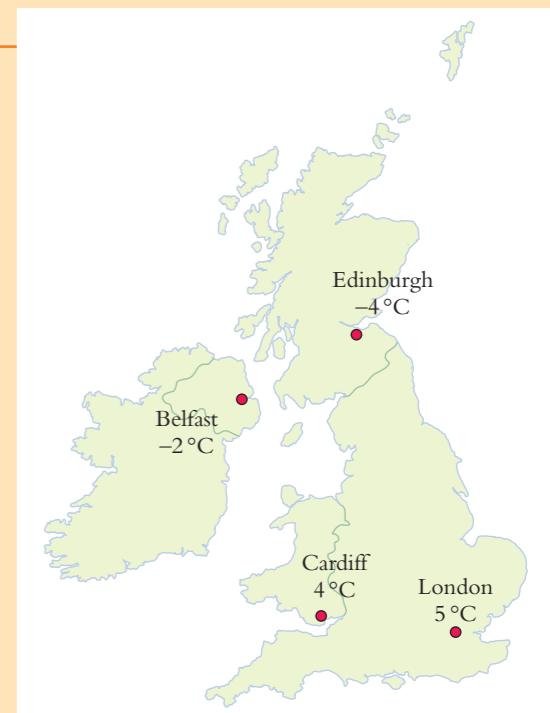 Edinburgh
–4 °C
Belfast
–2 °C
Cardiff
4 °C
London
5 °C